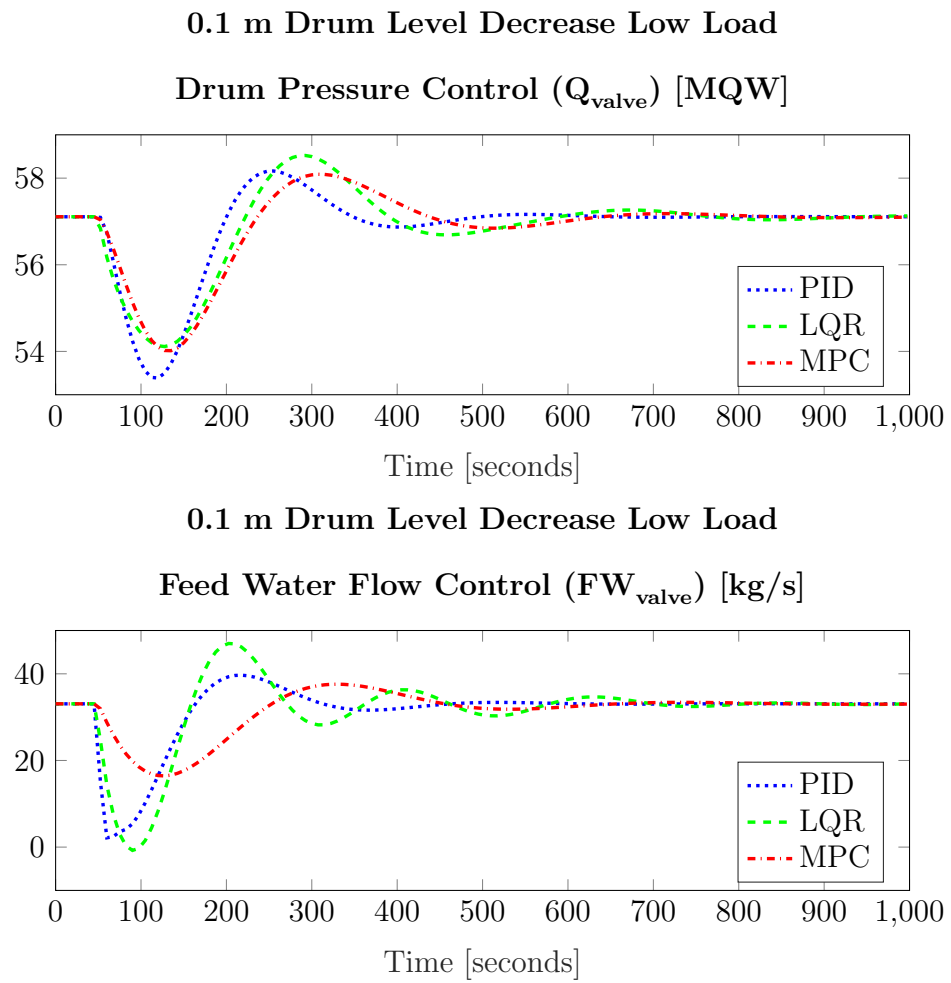 0.1 m Drum Level Decrease Low Load
Drum Pressure Control (Q_valve) [MQW]
58
56
54
PID
LQR
MPC
0 100 200 300 400 500 600 700 800 900 1,000
Time [seconds]
0.1 m Drum Level Decrease Low Load
Feed Water Flow Control (FW_valve) [kg/s]
40
20
0
PID
LQR
MPC
0 100 200 300 400 500 600 700 800 900 1,000
Time [seconds]